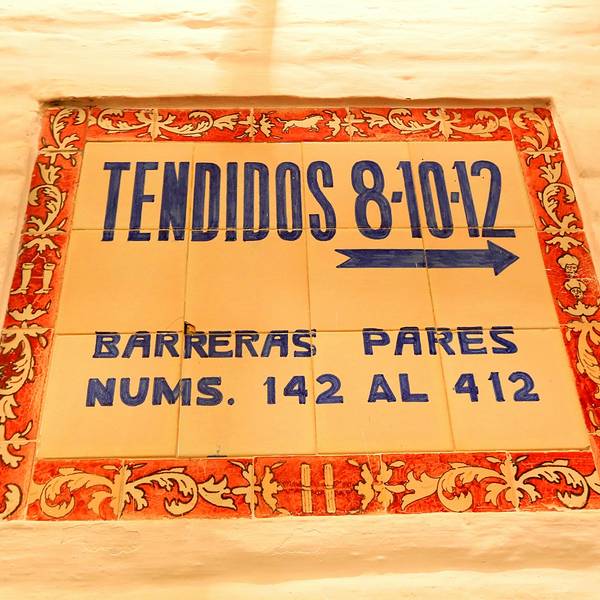 TENDIDOS 8-10-12
BARRERAS PARES
NUMS. 142 AL 412